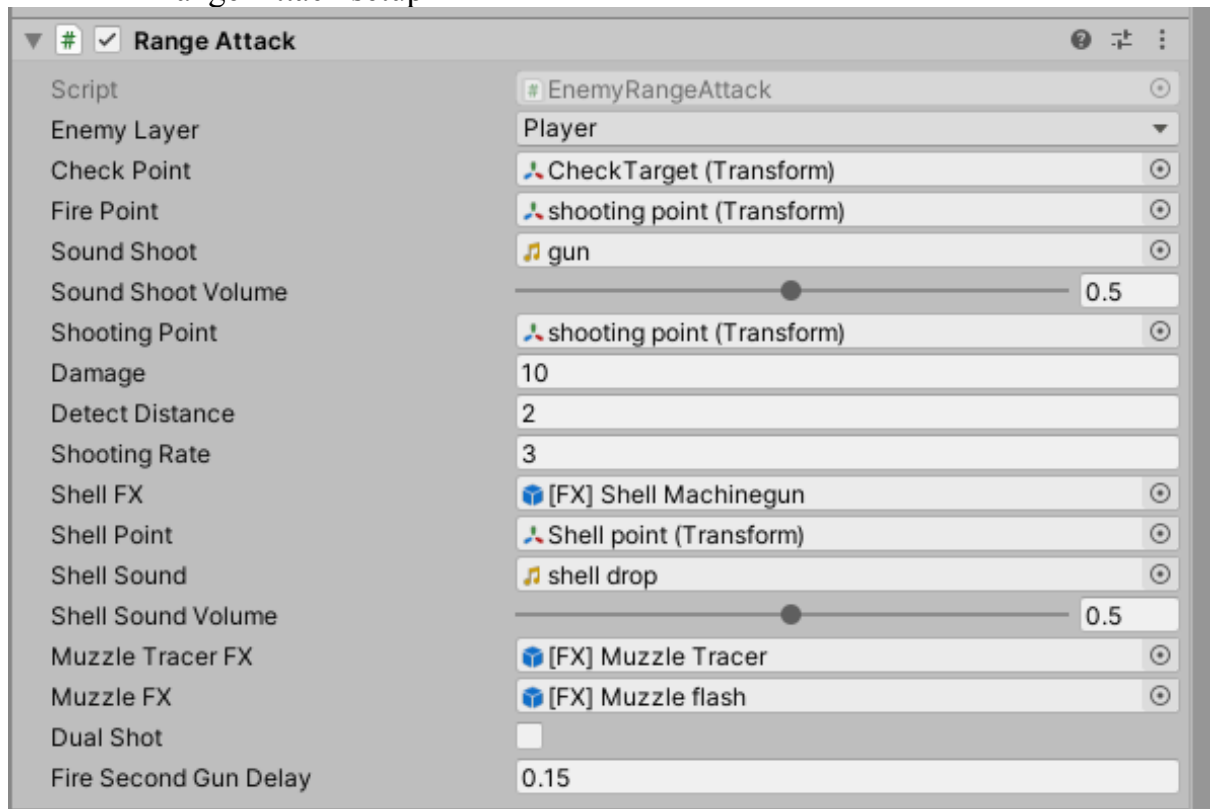 Range Attack
Script # EnemyRangeAttack
Enemy Layer Player
Check Point CheckTarget (Transform)
Fire Point shooting point (Transform)
Sound Shoot gun
Sound Shoot Volume 0.5
Shooting Point shooting point (Transform)
Damage 10
Detect Distance 2
Shooting Rate 3
Shell FX [FX] Shell Machinegun
Shell Point Shell point (Transform)
Shell Sound shell drop
Shell Sound Volume 0.5
Muzzle Tracer FX [FX] Muzzle Tracer
Muzzle FX [FX] Muzzle flash
Dual Shot
Fire Second Gun Delay 0.15